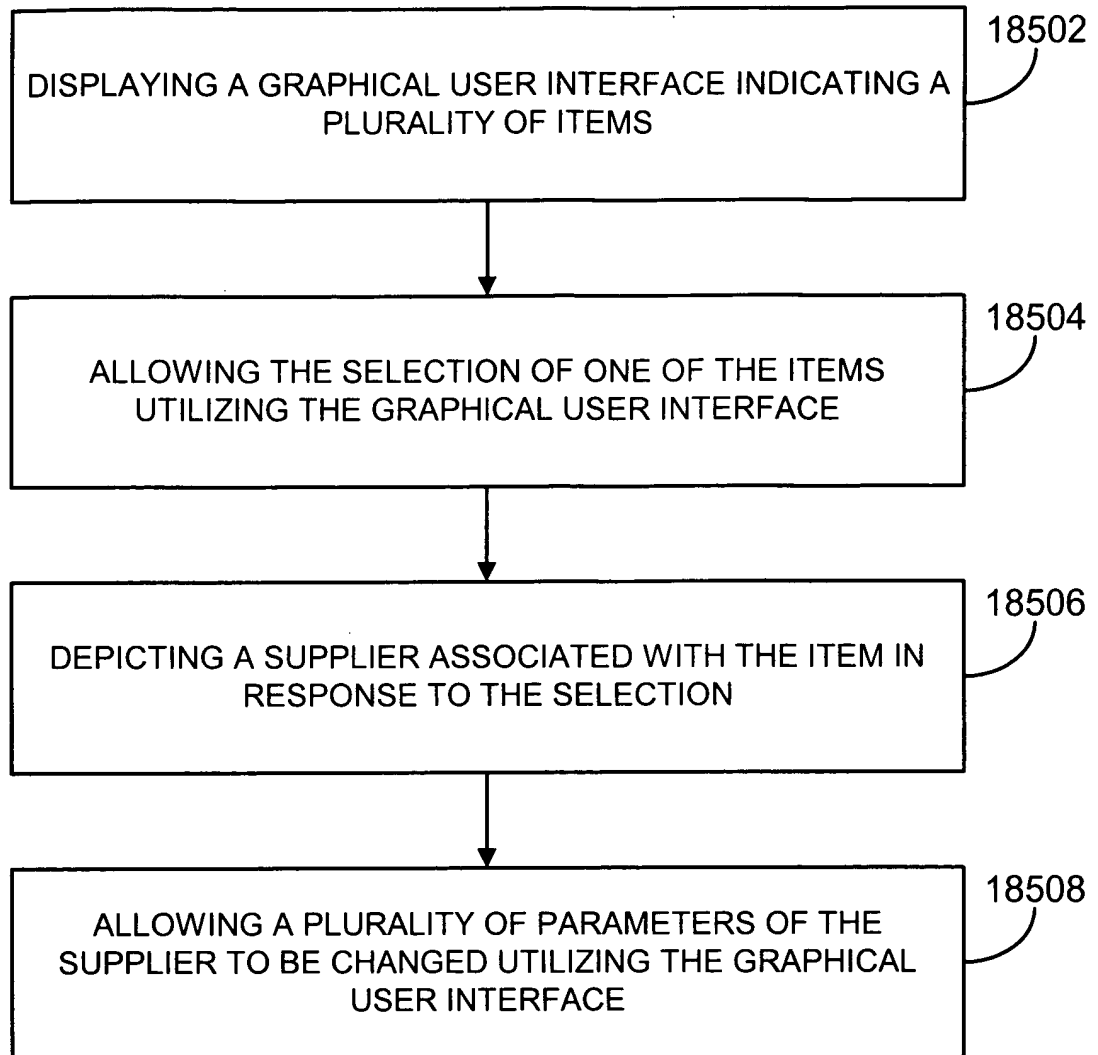 18502
DISPLAYING A GRAPHICAL USER INTERFACE INDICATING A
PLURALITY OF ITEMS
18504
ALLOWING THE SELECTION OF ONE OF THE ITEMS
UTILIZING THE GRAPHICAL USER INTERFACE
18506
DEPICTING A SUPPLIER ASSOCIATED WITH THE ITEM IN
RESPONSE TO THE SELECTION
18508
ALLOWING A PLURALITY OF PARAMETERS OF THE
SUPPLIER TO BE CHANGED UTILIZING THE GRAPHICAL
USER INTERFACE